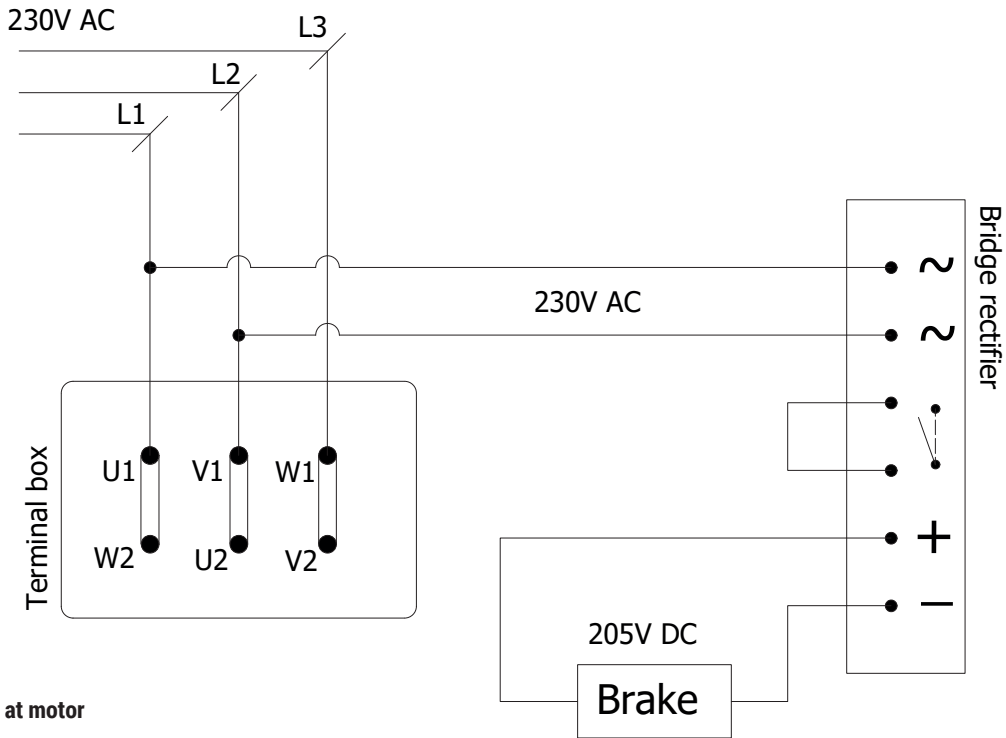 230V AC
L3
L2
L1
Bridge rectifier
~
230V AC
~
U1 V1 W1
W2 U2 V2
Terminal box
+
−
205V DC
Brake
at motor